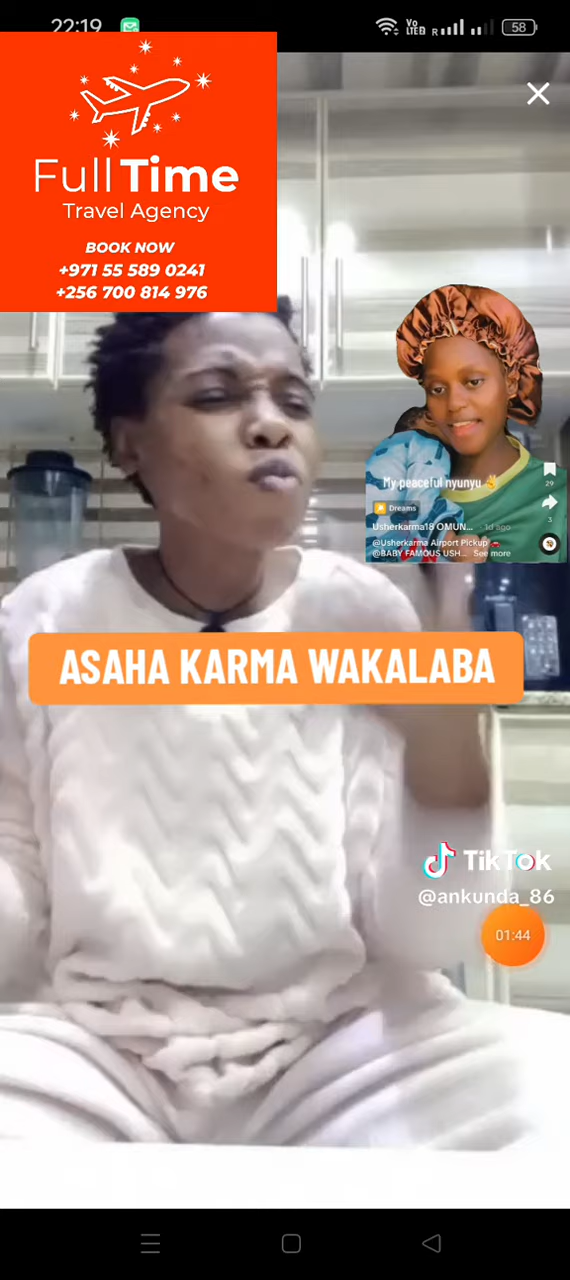 22:19
Vo
LTE2
R
58
Full Time
Travel Agency
BOOK NOW
+971 55 589 0241
+256 700 814 976
My peaceful nyunyu
29
Dreams
3
Usherkarma18 OMUN... · 1d ago
@Usherkarma Airport Pickup
@BABY FAMOUS USH... See more
ASAHA KARMA WAKALABA
TikTok
@ankunda_86
01:44